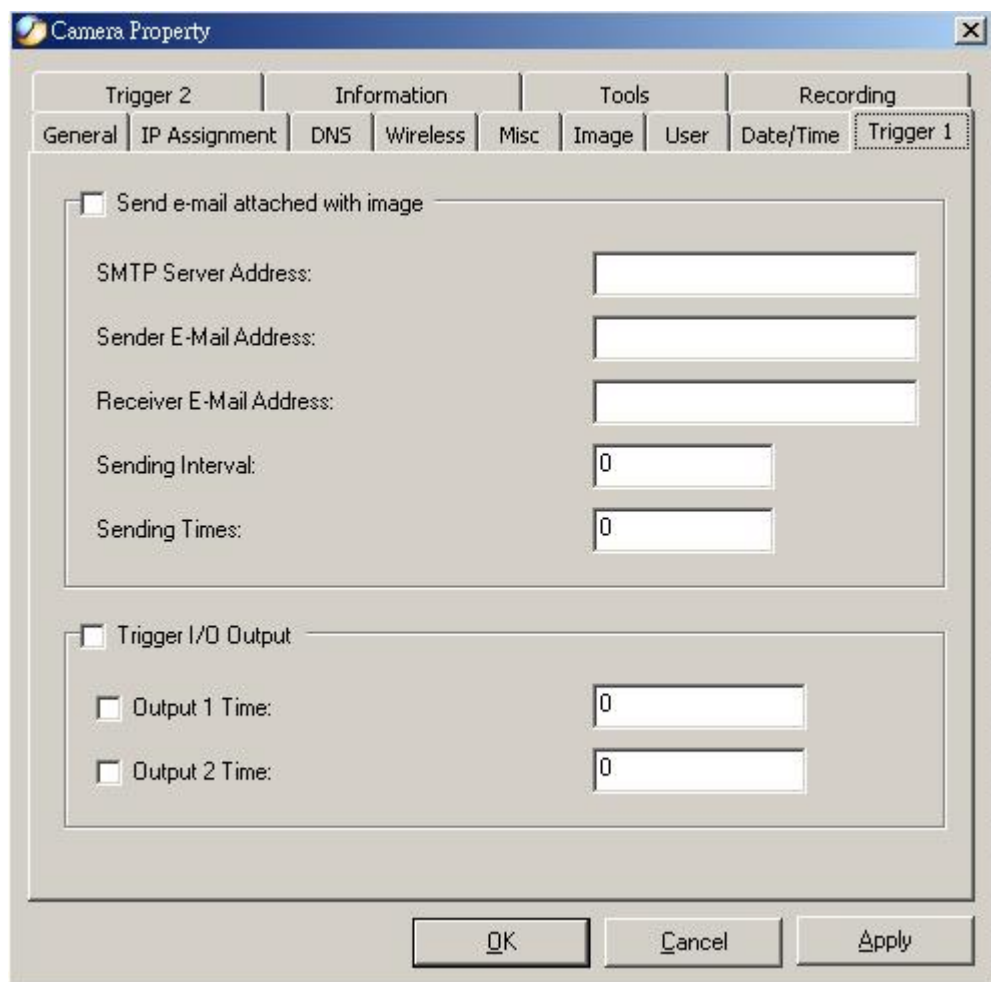 Camera Property
Trigger 2 Information Tools Recording
General IP Assignment DNS Wireless Misc Image User Date/Time Trigger 1
Send e-mail attached with image
SMTP Server Address:
Sender E-Mail Address:
Receiver E-Mail Address:
Sending Interval: 0
Sending Times: 0
Trigger I/O Output
Output 1 Time: 0
Output 2 Time: 0
OK Cancel Apply